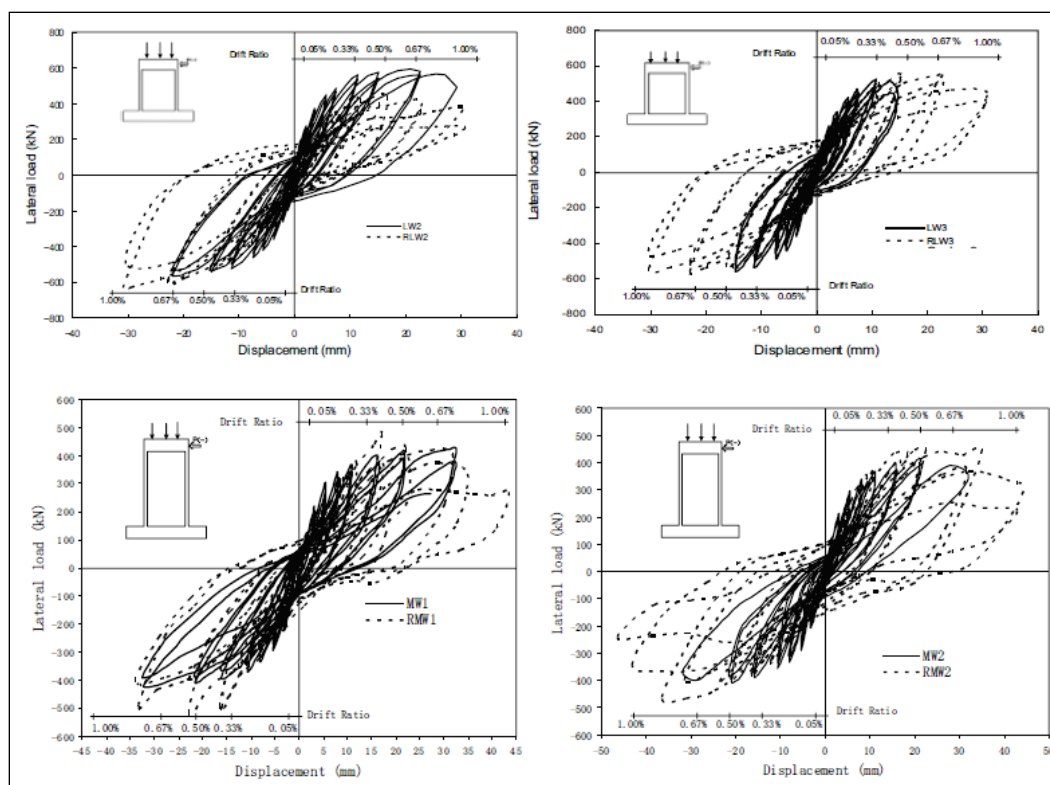 800
600
400
200
0
-200
-400
-600
-800
-40 -30 -20 -10 0 10 20 30 40
Lateral load (kN)
Displacement (mm)
Drift Ratio
0.05% 0.33% 0.50% 0.67% 1.00%
LW2
RLW2
1.00% 0.67% 0.50% 0.33% 0.05%
Drift Ratio
800
600
400
200
0
-200
-400
-600
-800
-40 -30 -20 -10 0 10 20 30 40
Lateral load (kN)
Displacement (mm)
Drift Ratio
0.05% 0.33% 0.50% 0.67% 1.00%
LW3
RLW3
1.00% 0.67% 0.50% 0.33% 0.05%
Drift Ratio
600
500
400
300
200
100
0
-100
-200
-300
-400
-500
-600
-45 -40 -35 -30 -25 -20 -15 -10 -5 0 5 10 15 20 25 30 35 40 45
Lateral load (kN)
Displacement (mm)
Drift Ratio
0.05% 0.33% 0.50% 0.67% 1.00%
P(-)
MW1
RMW1
1.00% 0.67% 0.50% 0.33% 0.05%
Drift Ratio
600
500
400
300
200
100
0
-100
-200
-300
-400
-500
-600
-50 -40 -30 -20 -10 0 10 20 30 40 50
Lateral load (kN)
Displacement (mm)
Drift Ratio
0.05% 0.33% 0.50% 0.67% 1.00%
P(-)
MW2
RMW2
1.00% 0.67% 0.50% 0.33% 0.05%
Drift Ratio